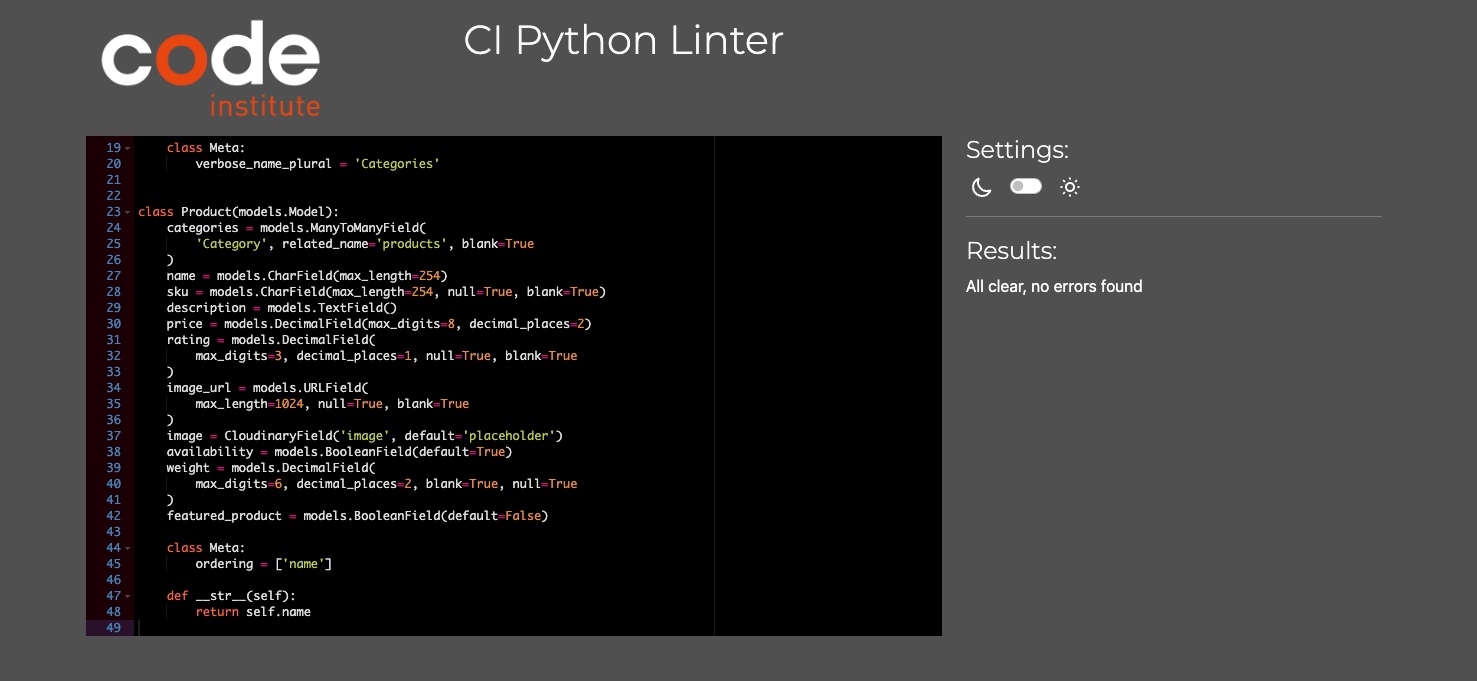 code
institute
CI Python Linter
19 class Meta:
20 verbose_name_plural = 'Categories'
21
22
23 class Product(models.Model):
24 categories = models.ManyToManyField(
25 'Category', related_name='products', blank=True
26 )
27 name = models.CharField(max_length=254)
28 sku = models.CharField(max_length=254, null=True, blank=True)
29 description = models.TextField()
30 price = models.DecimalField(max_digits=8, decimal_places=2)
31 rating = models.DecimalField(
32 max_digits=3, decimal_places=1, null=True, blank=True
33 )
34 image_url = models.URLField(
35 max_length=1024, null=True, blank=True
36 )
37 image = CloudinaryField('image', default='placeholder')
38 availability = models.BooleanField(default=True)
39 weight = models.DecimalField(
40 max_digits=6, decimal_places=2, blank=True, null=True
41 )
42 featured_product = models.BooleanField(default=False)
43
44 class Meta:
45 ordering = ['name']
46
47 def __str__(self):
48 return self.name
49
Settings:
Results:
All clear, no errors found